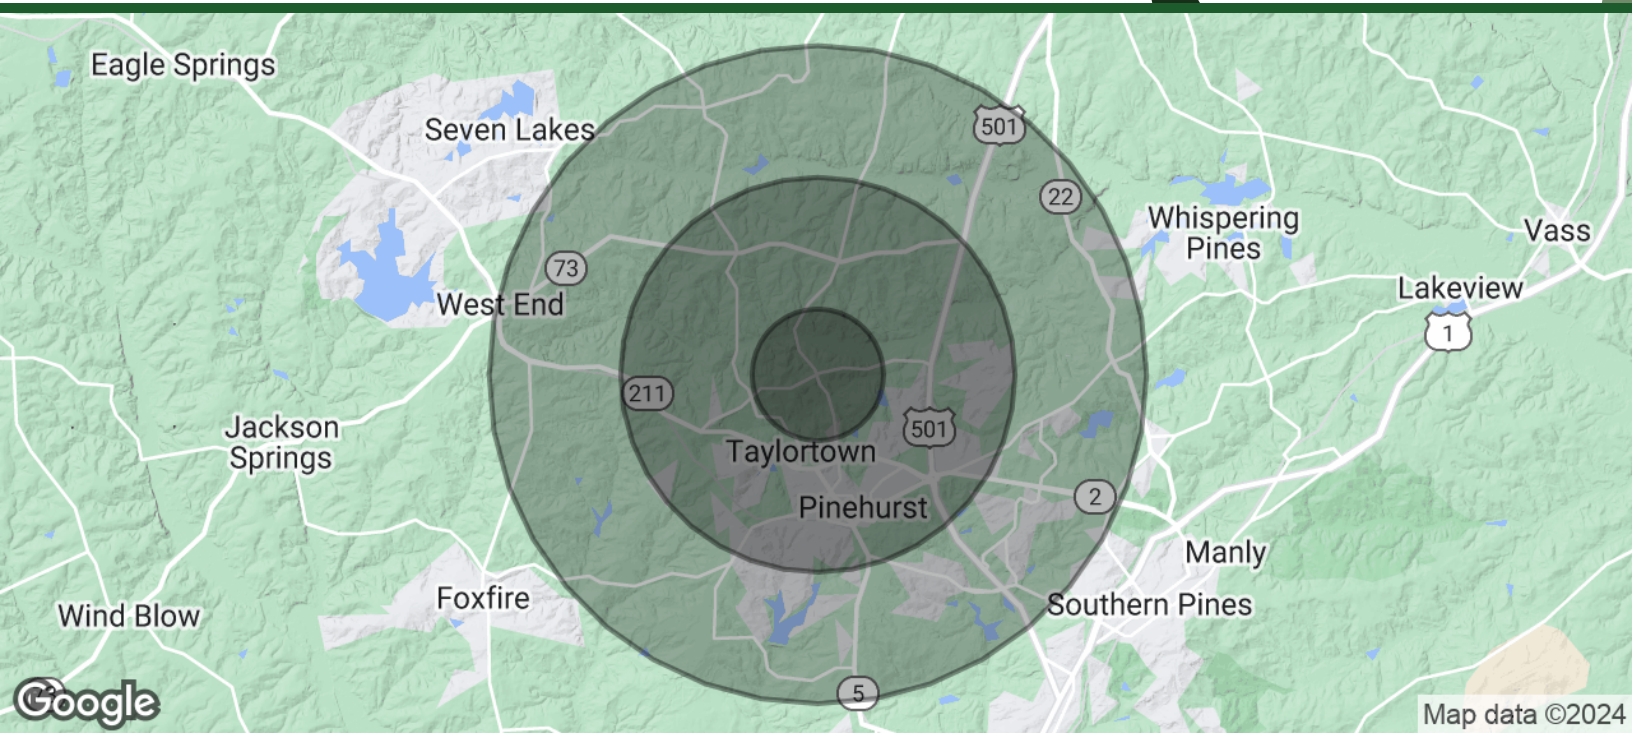 Eagle Springs
Seven Lakes
501
22
Whispering
Pines
Vass
73
West End
Lakeview
1
211
501
Jackson
Springs
Taylortown
Pinehurst
2
Manly
Foxfire
Southern Pines
Wind Blow
5
Google
Map data ©2024